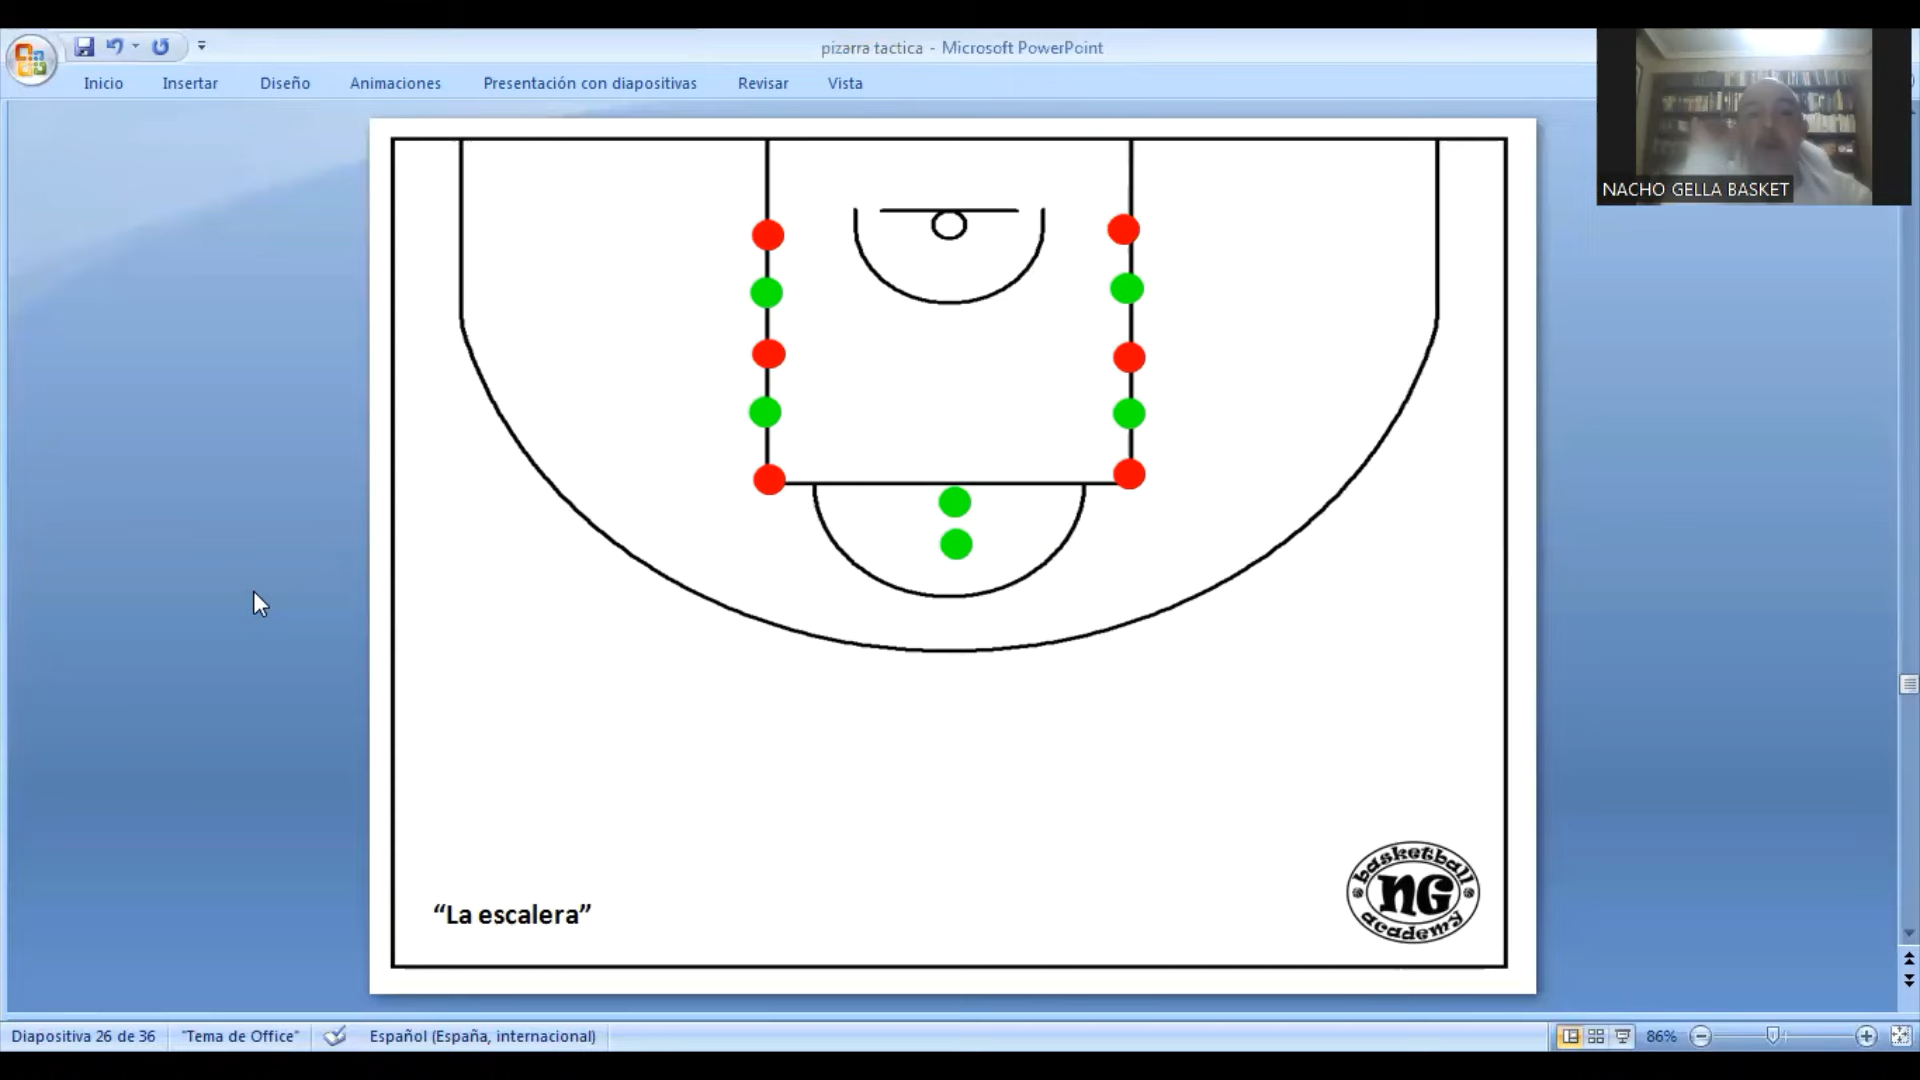 pizarra tactica - Microsoft PowerPoint
Inicio Insertar Diseño Animaciones Presentación con diapositivas Revisar Vista
NACHO GELLA BASKET
“La escalera”
basketball
NG
academy
Diapositiva 26 de 36 "Tema de Office" Español (España, internacional) 86%